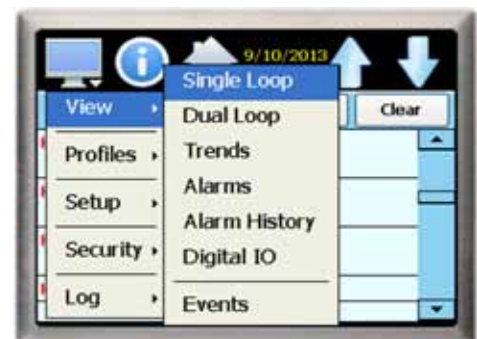 9/10/2013
View
Profiles
Setup
Security
Log
Single Loop
Dual Loop
Trends
Alarms
Alarm History
Digital IO
Events
Clear